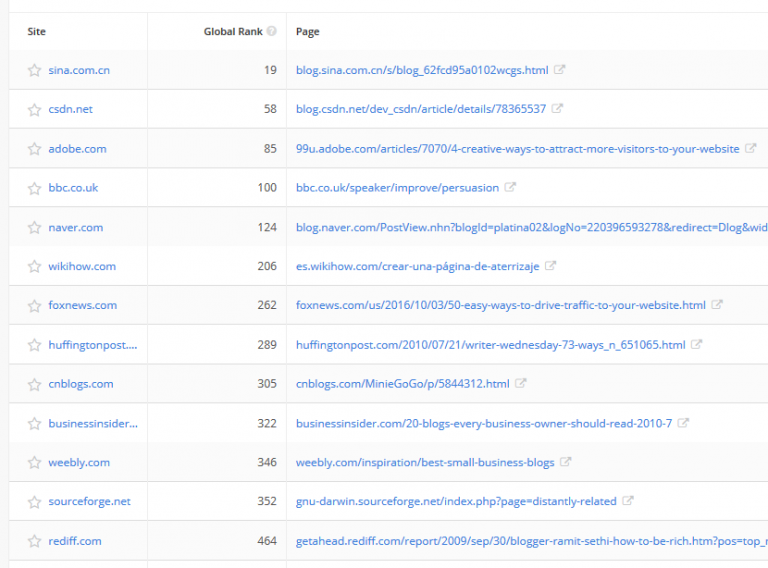 Site Global Rank ? Page
sina.com.cn 19 blog.sina.com.cn/s/blog_62fcd95a0102wcgs.html
csdn.net 58 blog.csdn.net/dev_csdn/article/details/78365537
adobe.com 85 99u.adobe.com/articles/7070/4-creative-ways-to-attract-more-visitors-to-your-website
bbc.co.uk 100 bbc.co.uk/speaker/improve/persuasion
naver.com 124 blog.naver.com/PostView.nhn?blogId=platina02&logNo=220396593278&redirect=Dlog&wid
wikihow.com 206 es.wikihow.com/crear-una-página-de-aterrizaje
foxnews.com 262 foxnews.com/us/2016/10/03/50-easy-ways-to-drive-traffic-to-your-website.html
huffingtonpost.... 289 huffingtonpost.com/2010/07/21/writer-wednesday-73-ways_n_651065.html
cnblogs.com 305 cnblogs.com/MinieGoGo/p/5844312.html
businessinsider... 322 businessinsider.com/20-blogs-every-business-owner-should-read-2010-7
weebly.com 346 weebly.com/inspiration/best-small-business-blogs
sourceforge.net 352 gnu-darwin.sourceforge.net/index.php?page=distantly-related
rediff.com 464 getahead.rediff.com/report/2009/sep/30/blogger-ramit-sethi-how-to-be-rich.htm?pos=top_